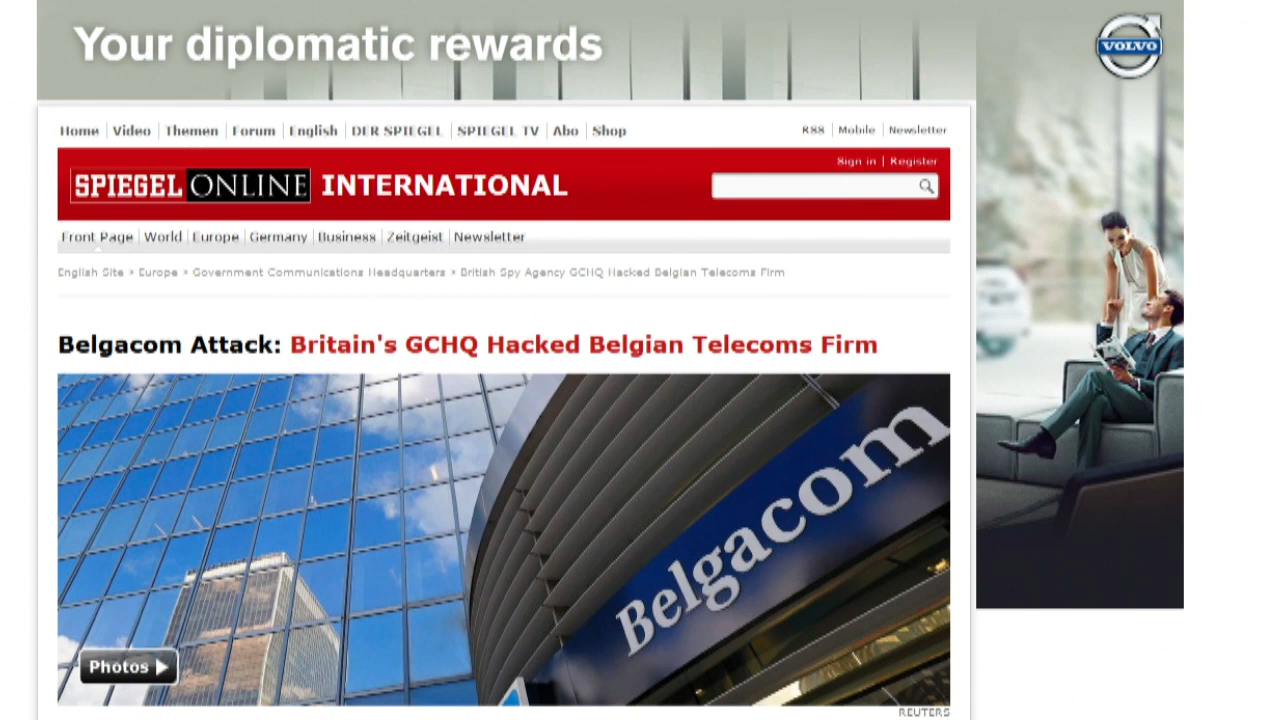 Your diplomatic rewards
VOLVO
Home Video Themen Forum English DER SPIEGEL SPIEGEL TV Abo Shop
RSS Mobile Newsletter
Sign in | Register
SPIEGEL ONLINE INTERNATIONAL
Front Page World Europe Germany Business Zeitgeist Newsletter
English Site > Europe > Government Communications Headquarters > British Spy Agency GCHQ Hacked Belgian Telecoms Firm
Belgacom Attack: Britain's GCHQ Hacked Belgian Telecoms Firm
Belgacom
Photos
REUTERS